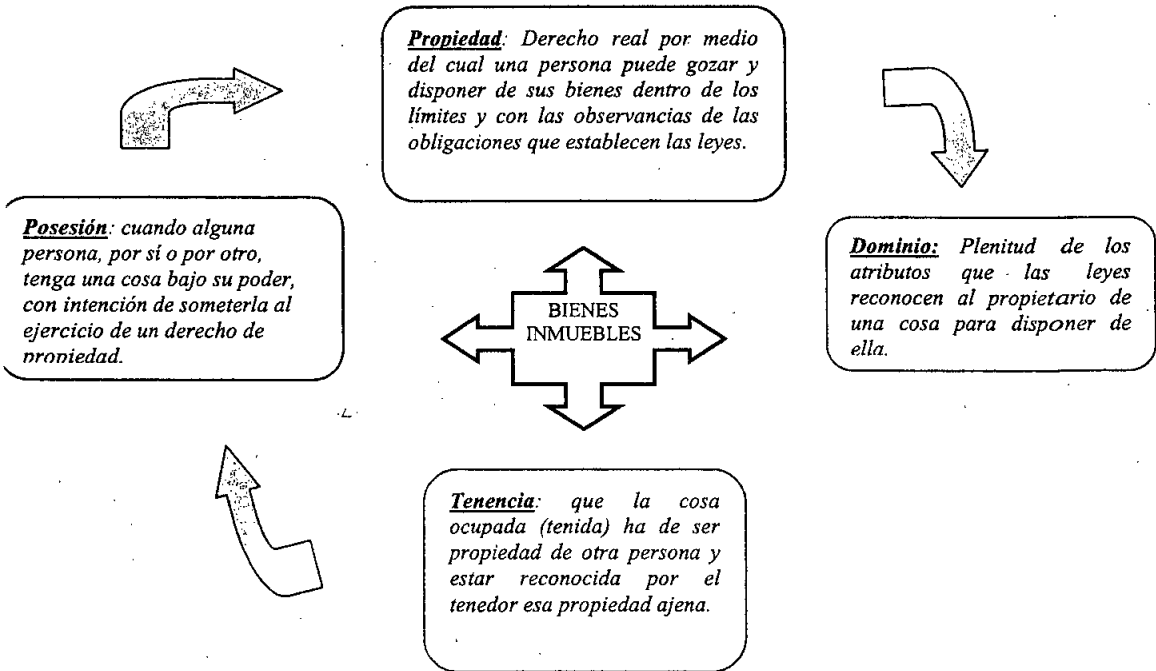 Propiedad: Derecho real por medio
del cual una persona puede gozar y
disponer de sus bienes dentro de los
límites y con las observancias de las
obligaciones que establecen las leyes.
Posesión: cuando alguna
persona, por sí o por otro,
tenga una cosa bajo su poder,
con intención de someterla al
ejercicio de un derecho de
propiedad.
BIENES
INMUEBLES
Dominio: Plenitud de los
atributos que las leyes
reconocen al propietario de
una cosa para disponer de
ella.
Tenencia: que la cosa
ocupada (tenida) ha de ser
propiedad de otra persona y
estar reconocida por el
tenedor esa propiedad ajena.